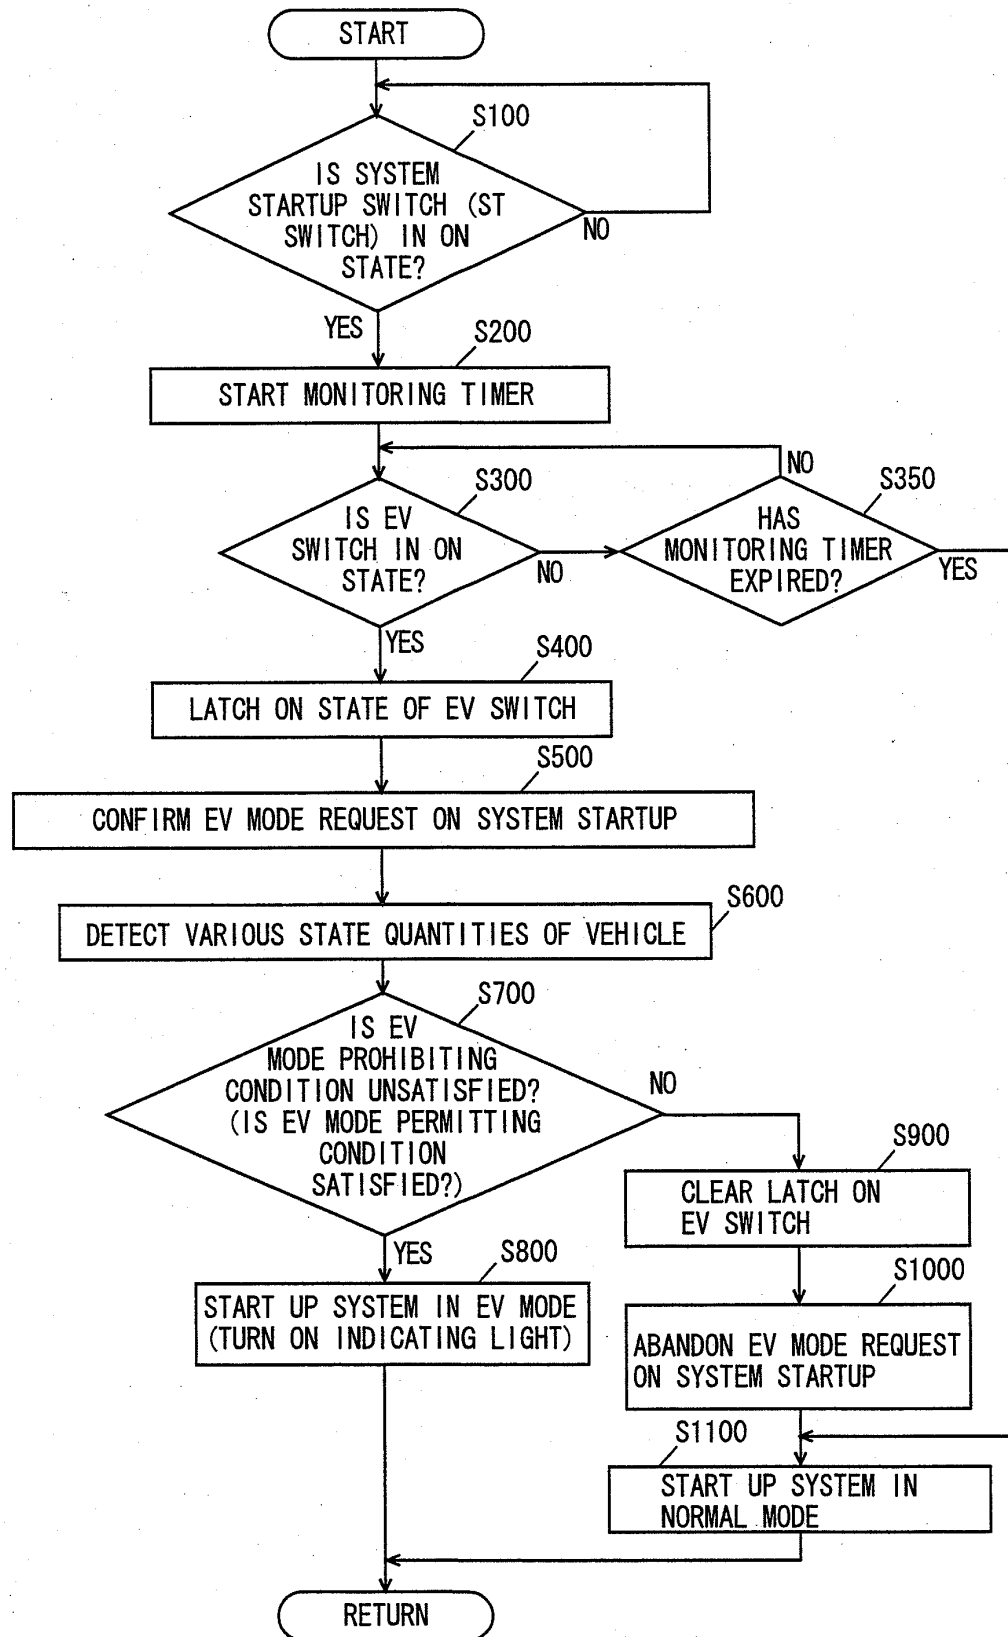 START
S100
IS SYSTEM
STARTUP SWITCH (ST
SWITCH) IN ON
STATE?
NO
YES
S200
START MONITORING TIMER
S300
IS EV
SWITCH IN ON
STATE?
NO
YES
NO
S350
HAS
MONITORING TIMER
EXPIRED?
YES
S400
LATCH ON STATE OF EV SWITCH
S500
CONFIRM EV MODE REQUEST ON SYSTEM STARTUP
S600
DETECT VARIOUS STATE QUANTITIES OF VEHICLE
S700
IS EV
MODE PROHIBITING
CONDITION UNSATISFIED?
(IS EV MODE PERMITTING
CONDITION
SATISFIED?)
NO
YES
S800
START UP SYSTEM IN EV MODE
(TURN ON INDICATING LIGHT)
S900
CLEAR LATCH ON
EV SWITCH
S1000
ABANDON EV MODE REQUEST
ON SYSTEM STARTUP
S1100
START UP SYSTEM IN
NORMAL MODE
RETURN